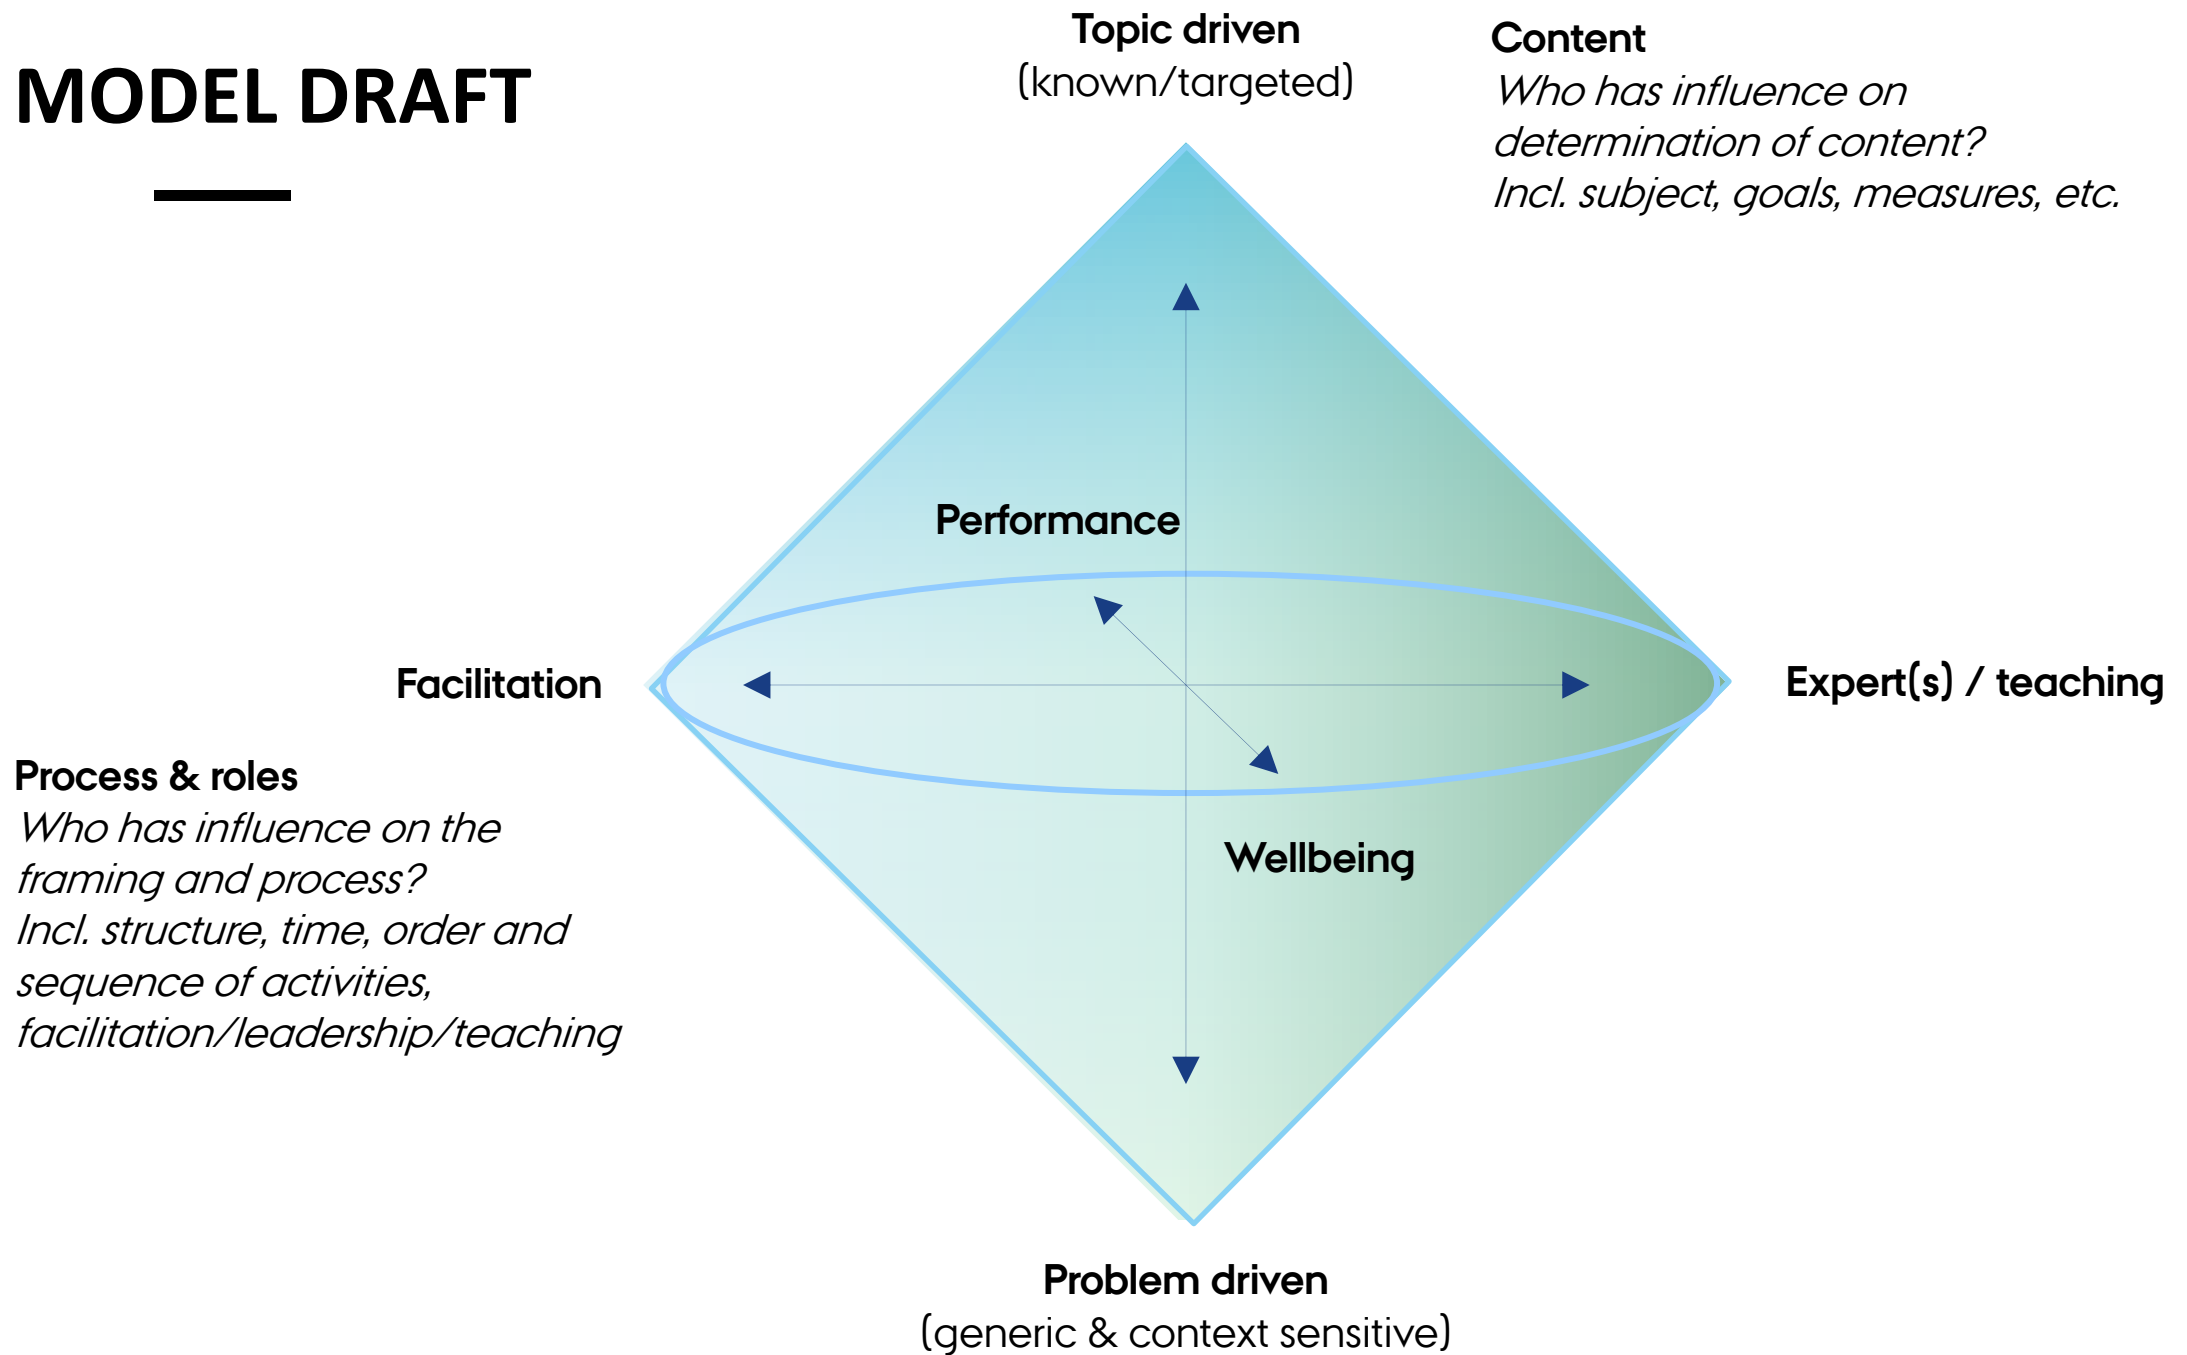 MODEL DRAFT
Topic driven
(known/targeted)
Content
Who has influence on
determination of content?
Incl. subject, goals, measures, etc.
Performance
Facilitation
Expert(s) / teaching
Process & roles
Who has influence on the
framing and process?
Incl. structure, time, order and
sequence of activities,
facilitation/leadership/teaching
Wellbeing
Problem driven
(generic & context sensitive)